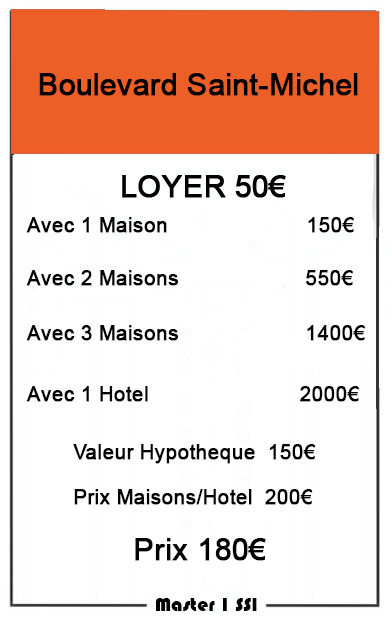 Boulevard Saint-Michel
LOYER 50€
Avec 1 Maison 150€
Avec 2 Maisons 550€
Avec 3 Maisons 1400€
Avec 1 Hotel 2000€
Valeur Hypotheque 150€
Prix Maisons/Hotel 200€
Prix 180€
Master 1 SSI